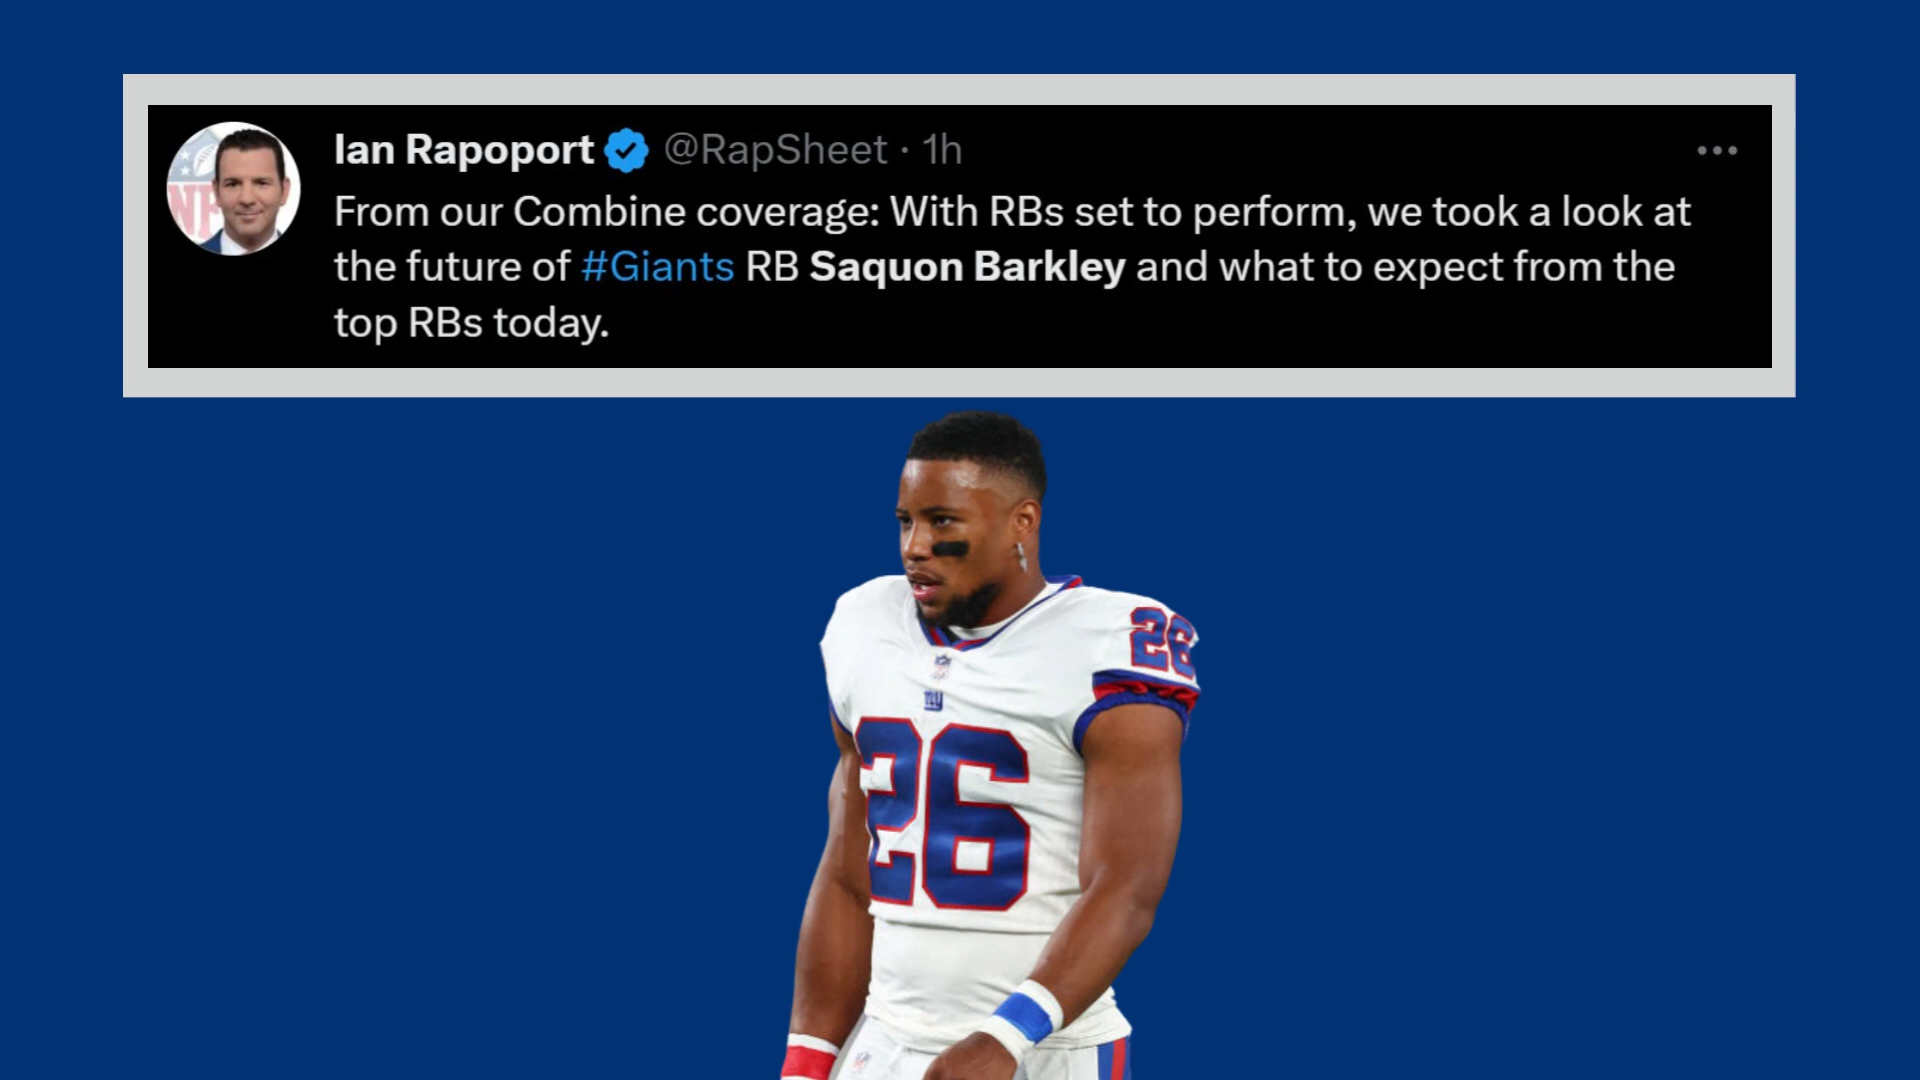 Ian Rapoport @RapSheet · 1h
From our Combine coverage: With RBs set to perform, we took a look at
the future of #Giants RB Saquon Barkley and what to expect from the
top RBs today.
26
NY
26